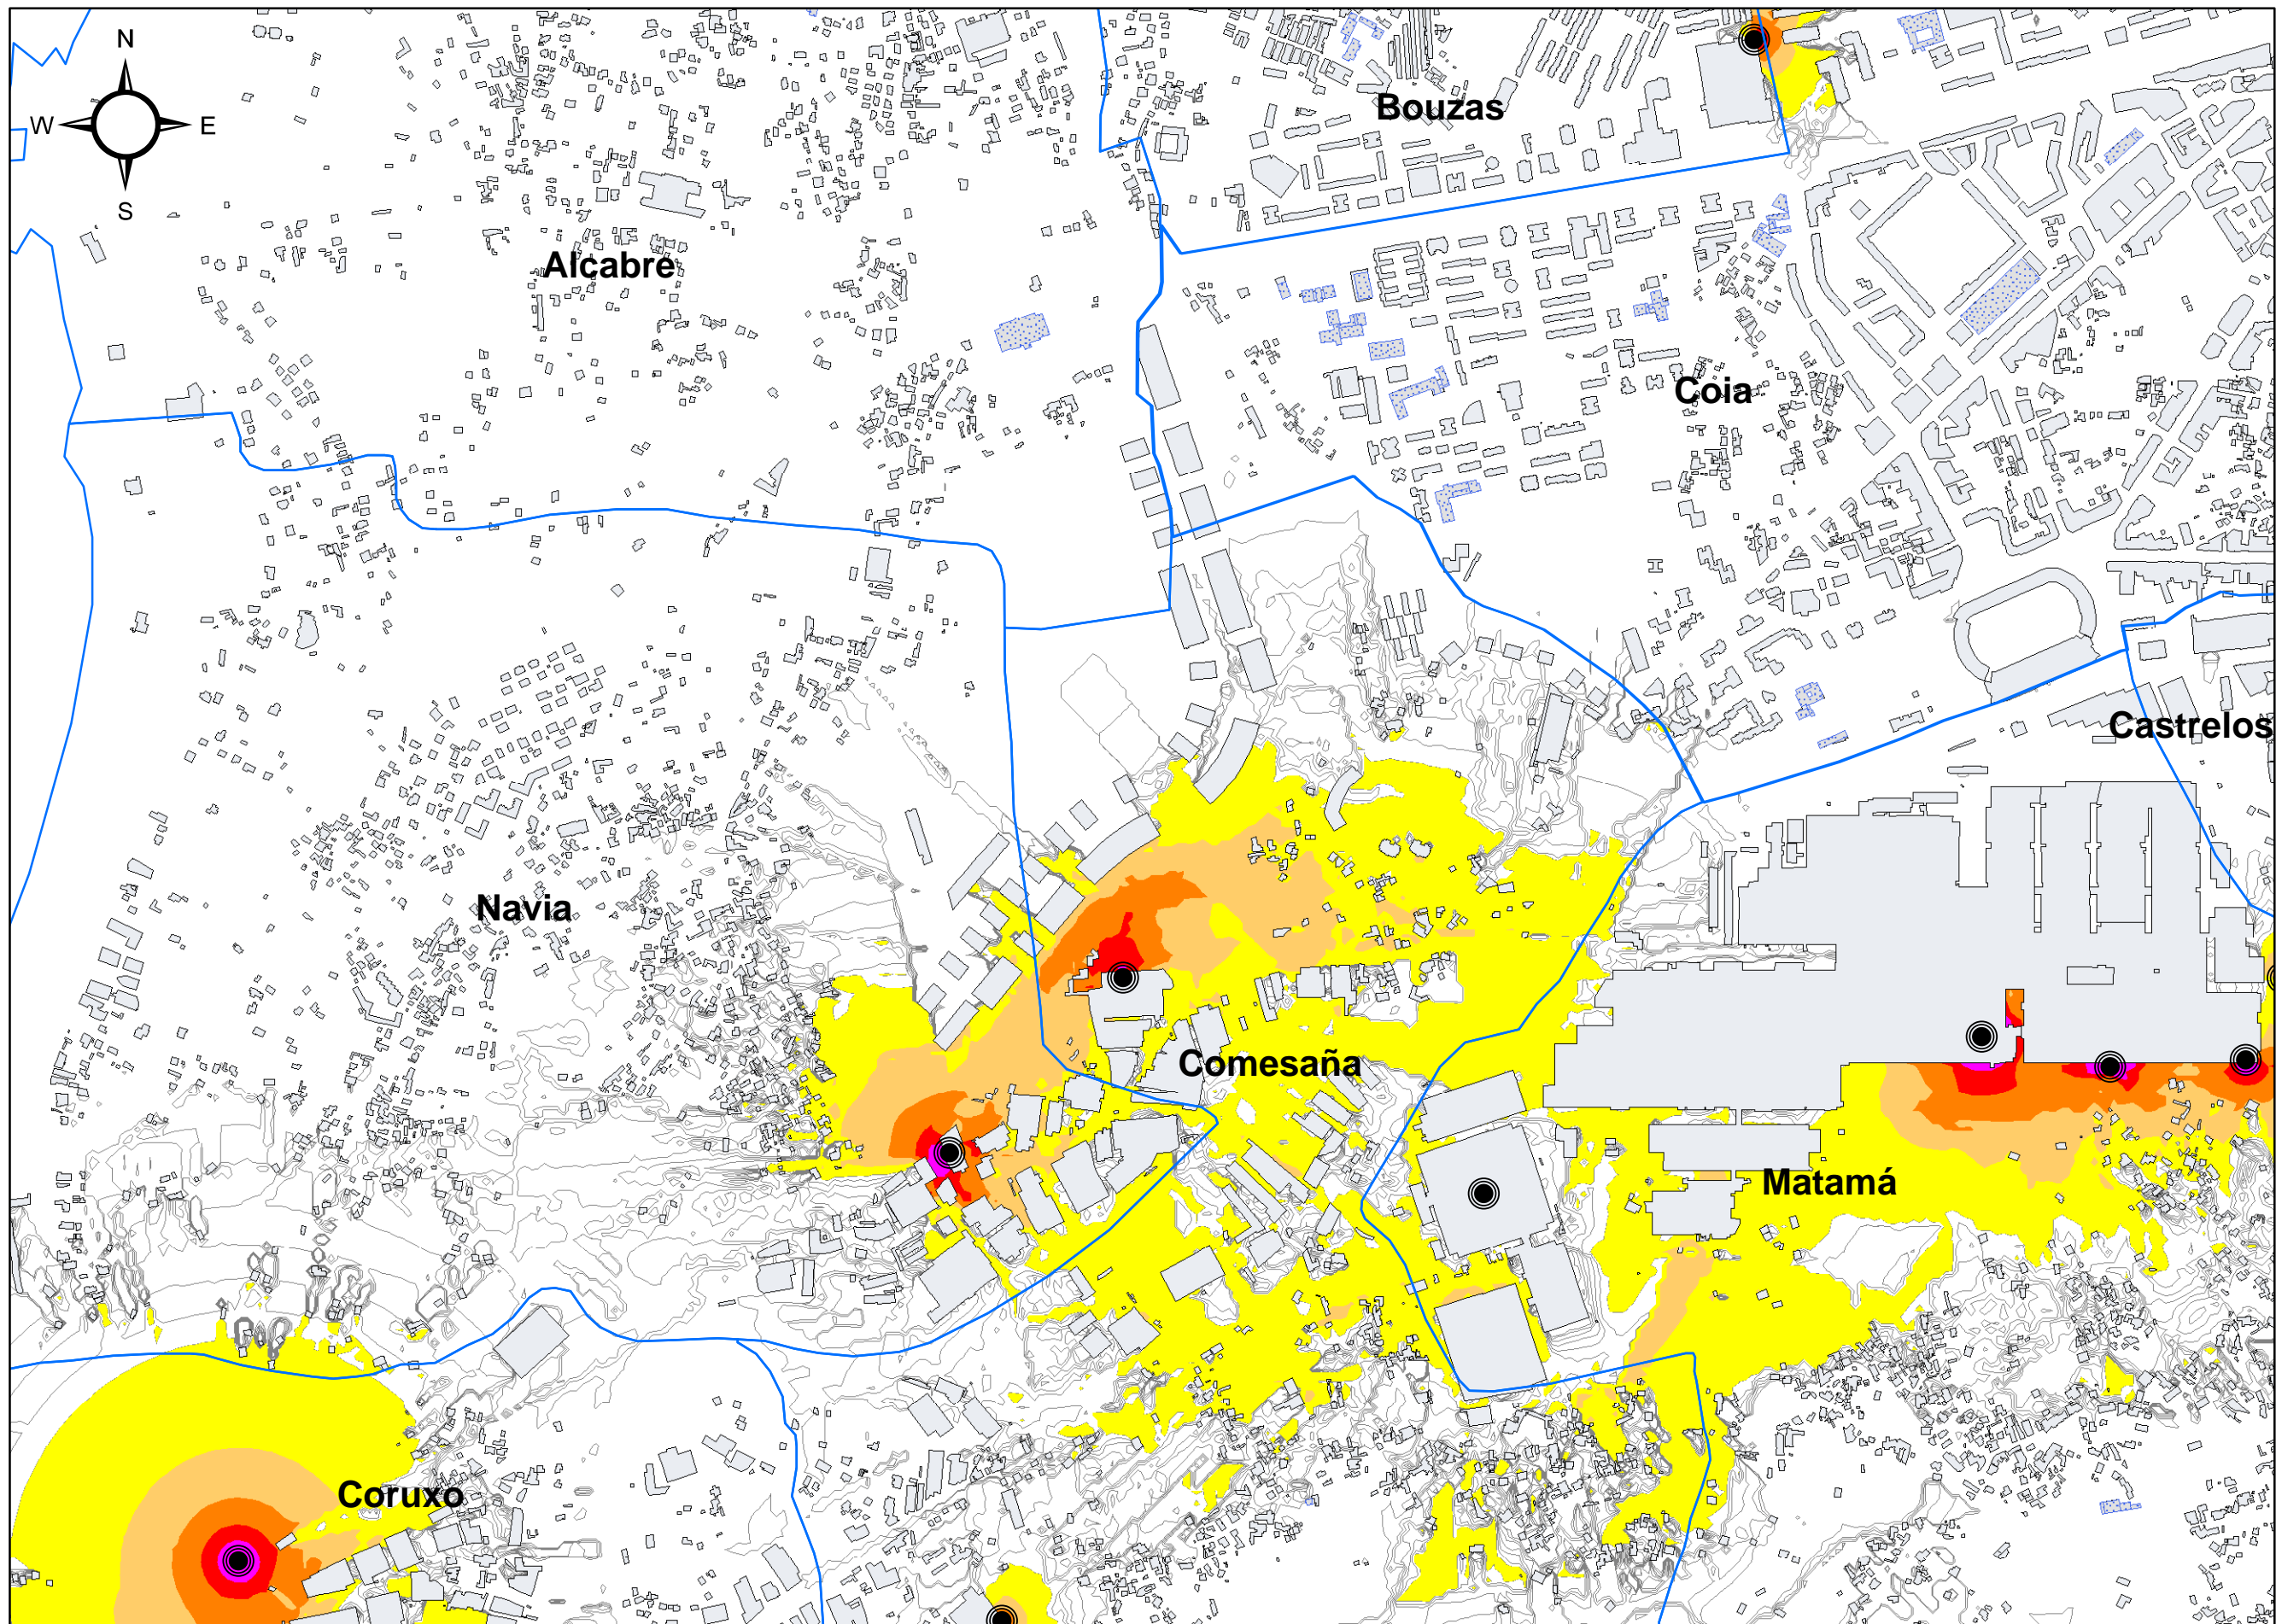 N
W E
S
Bouzas
Alcabre
Coia
Castrelos
Navia
Comesaña
Matamá
Coruxo